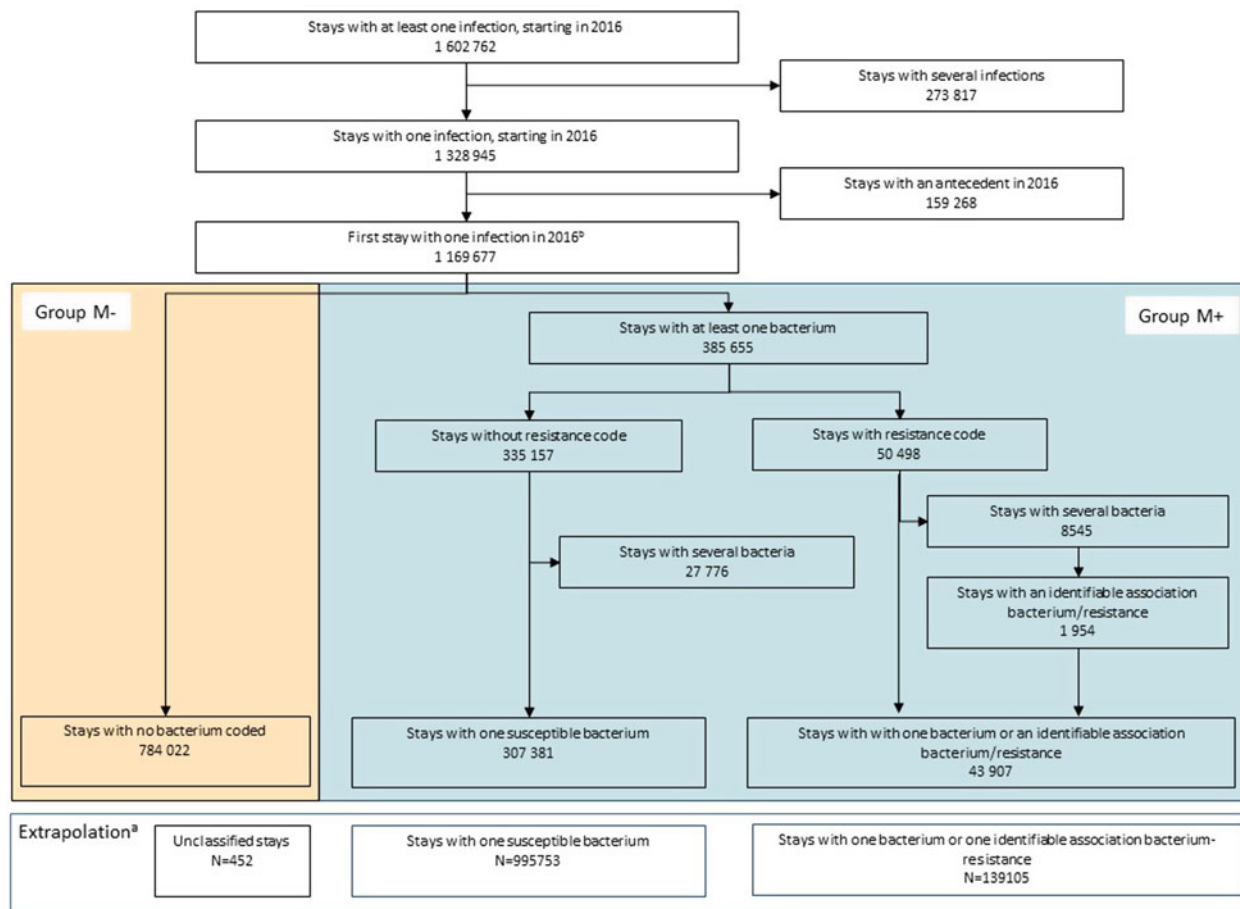 Stays with at least one infection, starting in 2016
1 602 762
Stays with several infections
273 817
Stays with one infection, starting in 2016
1 328 945
Stays with an antecedent in 2016
159 268
First stay with one infection in 2016ᵇ
1 169 677
Group M-
Group M+
Stays with at least one bacterium
385 655
Stays without resistance code
335 157
Stays with resistance code
50 498
Stays with several bacteria
8545
Stays with several bacteria
27 776
Stays with an identifiable association
bacterium/resistance
1 954
Stays with no bacterium coded
784 022
Stays with one susceptible bacterium
307 381
Stays with with one bacterium or an identifiable association
bacterium/resistance
43 907
Extrapolationᵃ
Unclassified stays
N=452
Stays with one susceptible bacterium
N=995753
Stays with one bacterium or one identifiable association bacterium-
resistance
N=139105